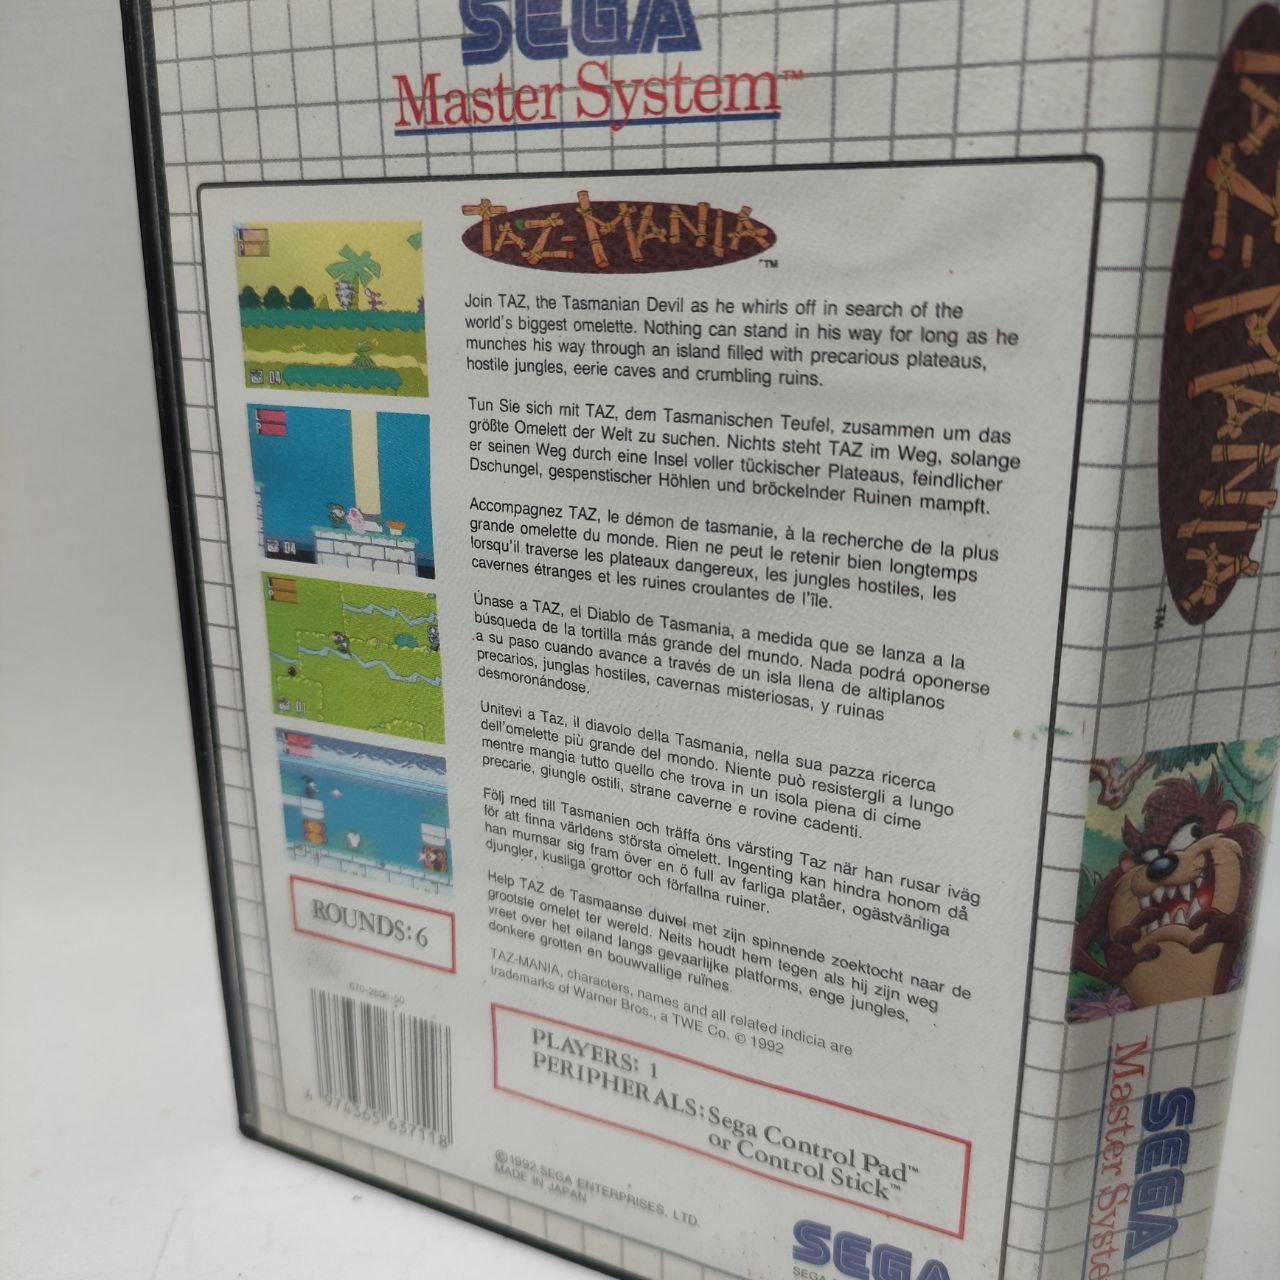 SEGA
Master System™
TAZ-MANIA
™
Join TAZ, the Tasmanian Devil as he whirls off in search of the
world's biggest omelette. Nothing can stand in his way for long as he
munches his way through an island filled with precarious plateaus,
hostile jungles, eerie caves and crumbling ruins.
Tun Sie sich mit TAZ, dem Tasmanischen Teufel, zusammen um das
größte Omelett der Welt zu suchen. Nichts steht TAZ im Weg, solange
er seinen Weg durch eine Insel voller tückischer Plateaus, feindlicher
Dschungel, gespenstischer Höhlen und bröckelnder Ruinen mampft.
Accompagnez TAZ, le démon de tasmanie, à la recherche de la plus
grande omelette du monde. Rien ne peut le retenir bien longtemps
lorsqu'il traverse les plateaux dangereux, les jungles hostiles, les
cavernes étranges et les ruines croulantes de l'île.
Únase a TAZ, el Diablo de Tasmania, a medida que se lanza a la
búsqueda de la tortilla más grande del mundo. Nada podrá oponerse
a su paso cuando avance a través de un isla llena de altiplanos
precarios, junglas hostiles, cavernas misteriosas, y ruinas
desmoronándose.
Unitevi a Taz, il diavolo della Tasmania, nella sua pazza ricerca
dell'omelette più grande del mondo. Niente può resistergli a lungo
mentre mangia tutto quello che trova in un isola piena di cime
precarie, giungle ostili, strane caverne e rovine cadenti.
Följ med till Tasmanien och träffa öns värsting Taz när han rusar iväg
för att finna världens största omelett. Ingenting kan hindra honom då
han mumsar sig fram över en ö full av farliga platåer, ogästvänliga
djungler, kusliga grottor och förfallna ruiner.
Help TAZ de Tasmaanse duivel met zijn spinnende zoektocht naar de
grootste omelet ter wereld. Neits houdt hem tegen als hij zijn weg
vreet over het eiland langs gevaarlijke platforms, enge jungles,
donkere grotten en bouwvallige ruïnes.
TAZ-MANIA, characters, names and all related indicia are
trademarks of Warner Bros., a TWE Co. © 1992
L
P
04
L
P
04
L
P
01
L
P
ROUNDS: 6
670-2606-50
4 974365 637118
PLAYERS: 1
PERIPHERALS: Sega Control Pad™
or Control Stick™
©1992 SEGA ENTERPRISES, LTD.
MADE IN JAPAN
SEGA
SEGA
TAZ-MANIA
™
SEGA
Master Syste